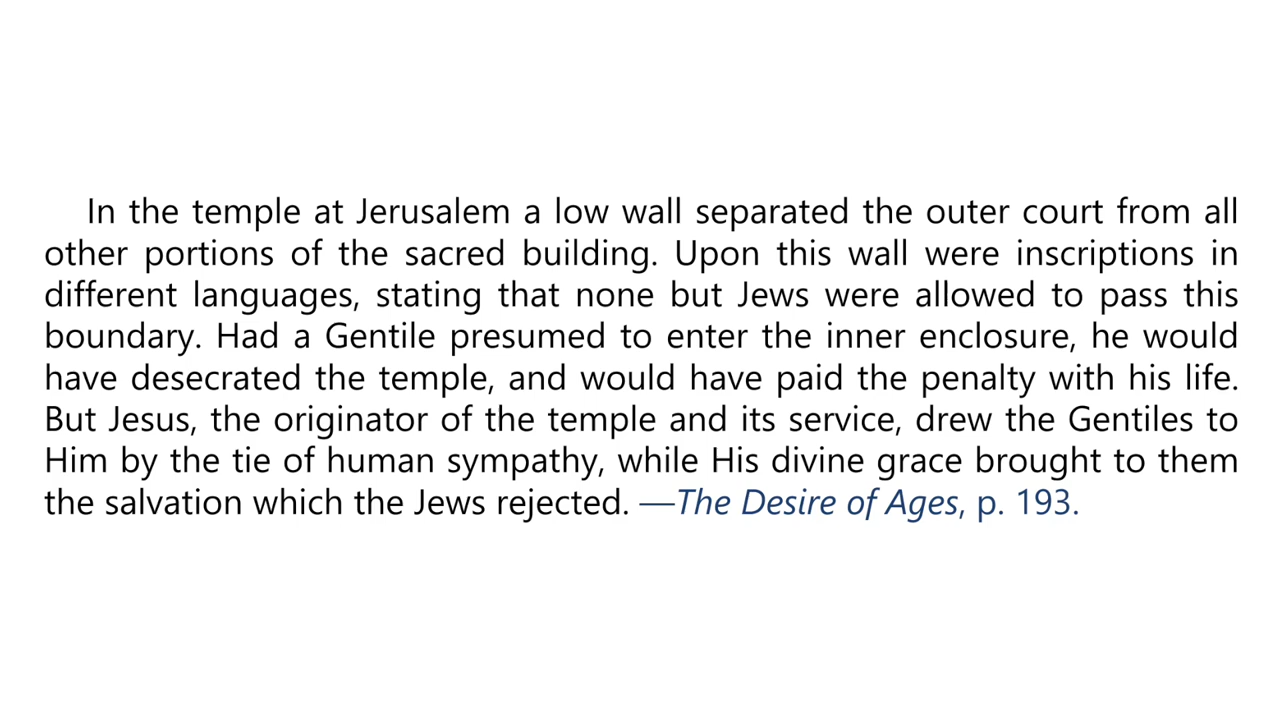 In the temple at Jerusalem a low wall separated the outer court from all
other portions of the sacred building. Upon this wall were inscriptions in
different languages, stating that none but Jews were allowed to pass this
boundary. Had a Gentile presumed to enter the inner enclosure, he would
have desecrated the temple, and would have paid the penalty with his life.
But Jesus, the originator of the temple and its service, drew the Gentiles to
Him by the tie of human sympathy, while His divine grace brought to them
the salvation which the Jews rejected. —The Desire of Ages, p. 193.